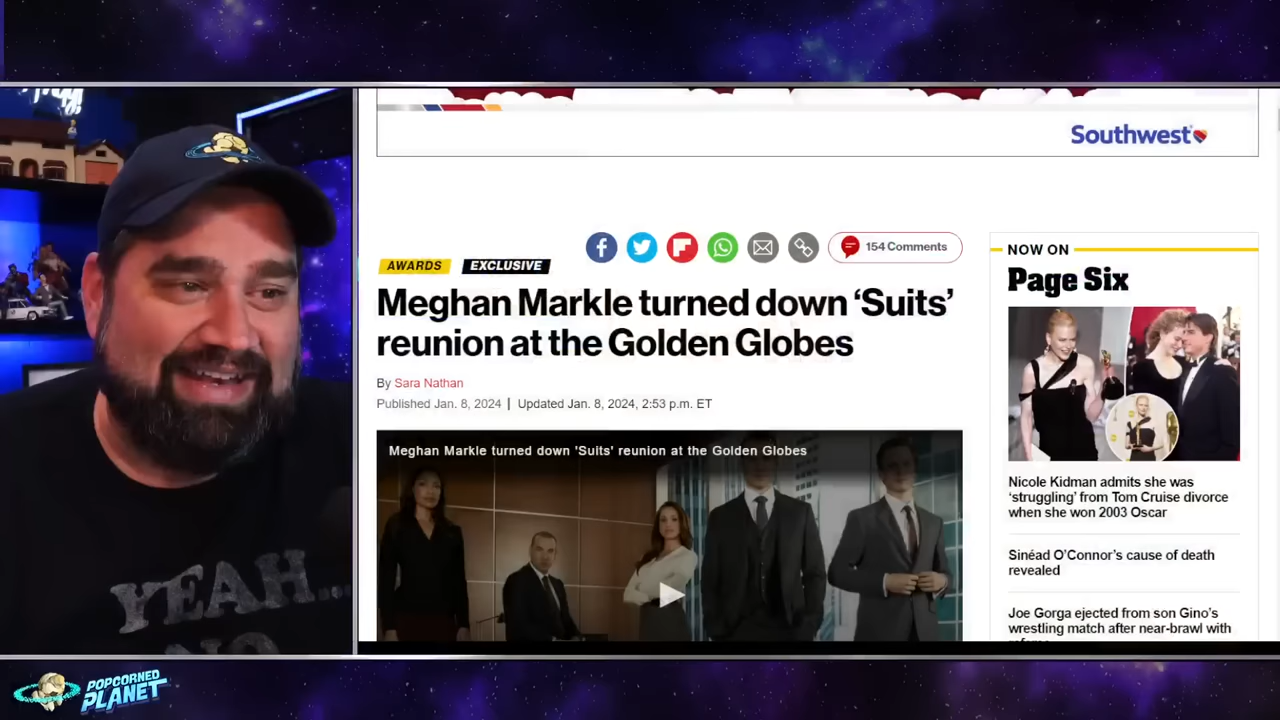 Southwest
154 Comments
AWARDS
EXCLUSIVE
Meghan Markle turned down ‘Suits’
reunion at the Golden Globes
By Sara Nathan
Published Jan. 8, 2024 | Updated Jan. 8, 2024, 2:53 p.m. ET
Meghan Markle turned down 'Suits' reunion at the Golden Globes
NOW ON
Page Six
Nicole Kidman admits she was
‘struggling’ from Tom Cruise divorce
when she won 2003 Oscar
Sinéad O’Connor’s cause of death
revealed
Joe Gorga ejected from son Gino’s
wrestling match after near-brawl with
YEAH...
NO
POPCORNED
PLANET